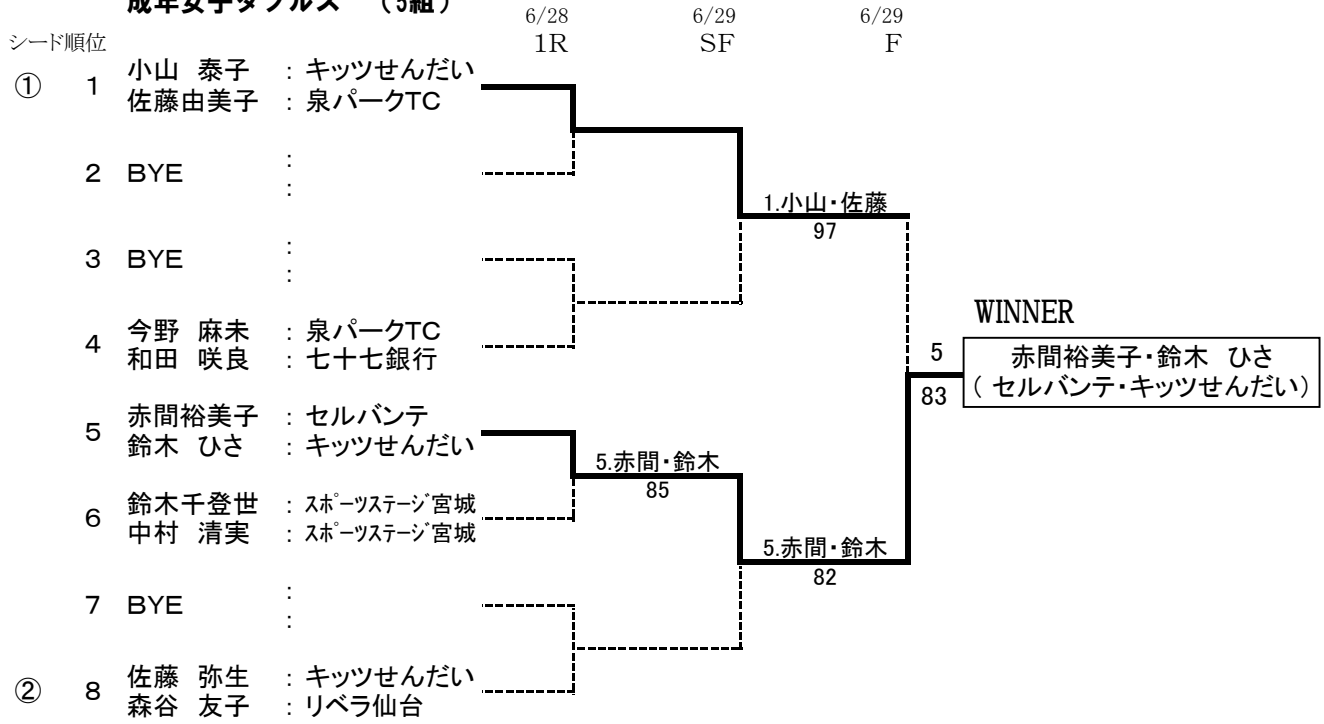 成年女子ダブルス （5組）
6/28 6/29 6/29
シード順位 1R SF F
① 1 小山 泰子 : キッツせんだい
佐藤由美子 : 泉パークTC
2 BYE :
:
1.小山・佐藤
97
3 BYE :
:
WINNER
4 今野 麻未 : 泉パークTC
和田 咲良 : 七十七銀行
5 赤間裕美子・鈴木 ひさ
83 ( セルバンテ・キッツせんだい)
5 赤間裕美子 : セルバンテ
鈴木 ひさ : キッツせんだい
5.赤間・鈴木
85
6 鈴木千登世 : スポーツステージ宮城
中村 清実 : スポーツステージ宮城
5.赤間・鈴木
82
7 BYE :
:
② 8 佐藤 弥生 : キッツせんだい
森谷 友子 : リベラ仙台